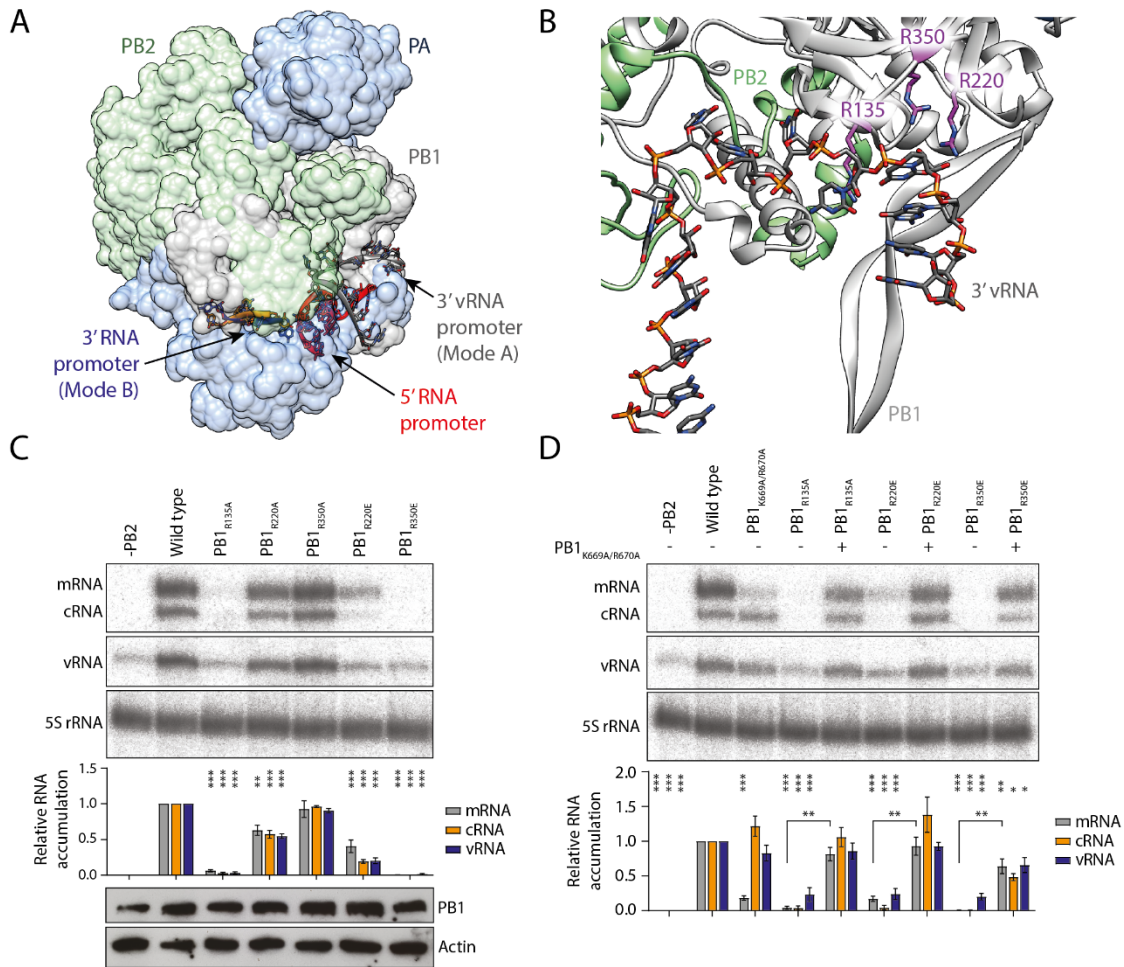 A
PB2
PA
PB1
3′ vRNA
promoter
(Mode A)
3′ RNA
promoter
(Mode B)
5′ RNA
promoter
B
R350
PB2
R220
R135
3′ vRNA
PB1
C
-PB2
Wild type
PB1R135A
PB1R220A
PB1R350A
PB1R220E
PB1R350E
mRNA
cRNA
vRNA
5S rRNA
*** *** *** ** *** *** *** *** *** *** *** ***
Relative RNA
accumulation
1.5
1.0
0.5
0.0
mRNA
cRNA
vRNA
PB1
Actin
D
-PB2
Wild type
PB1K669A/R670A
PB1R135A
PB1R135A
PB1R220E
PB1R220E
PB1R350E
PB1R350E
PB1K669A/R670A - - - - + - + - +
mRNA
cRNA
vRNA
5S rRNA
*** *** *** *** *** *** *** *** *** *** *** *** *** ** * *
** ** **
Relative RNA
accumulation
2.0
1.5
1.0
0.5
0.0
mRNA
cRNA
vRNA